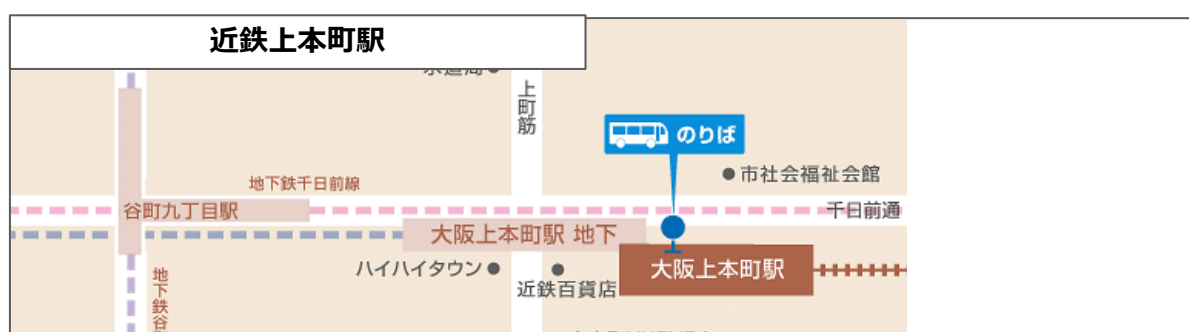 近鉄上本町駅
上町筋
のりば
市社会福祉会館
地下鉄千日前線
谷町九丁目駅
千日前通
大阪上本町駅 地下
ハイハイタウン
大阪上本町駅
近鉄百貨店
地下鉄谷